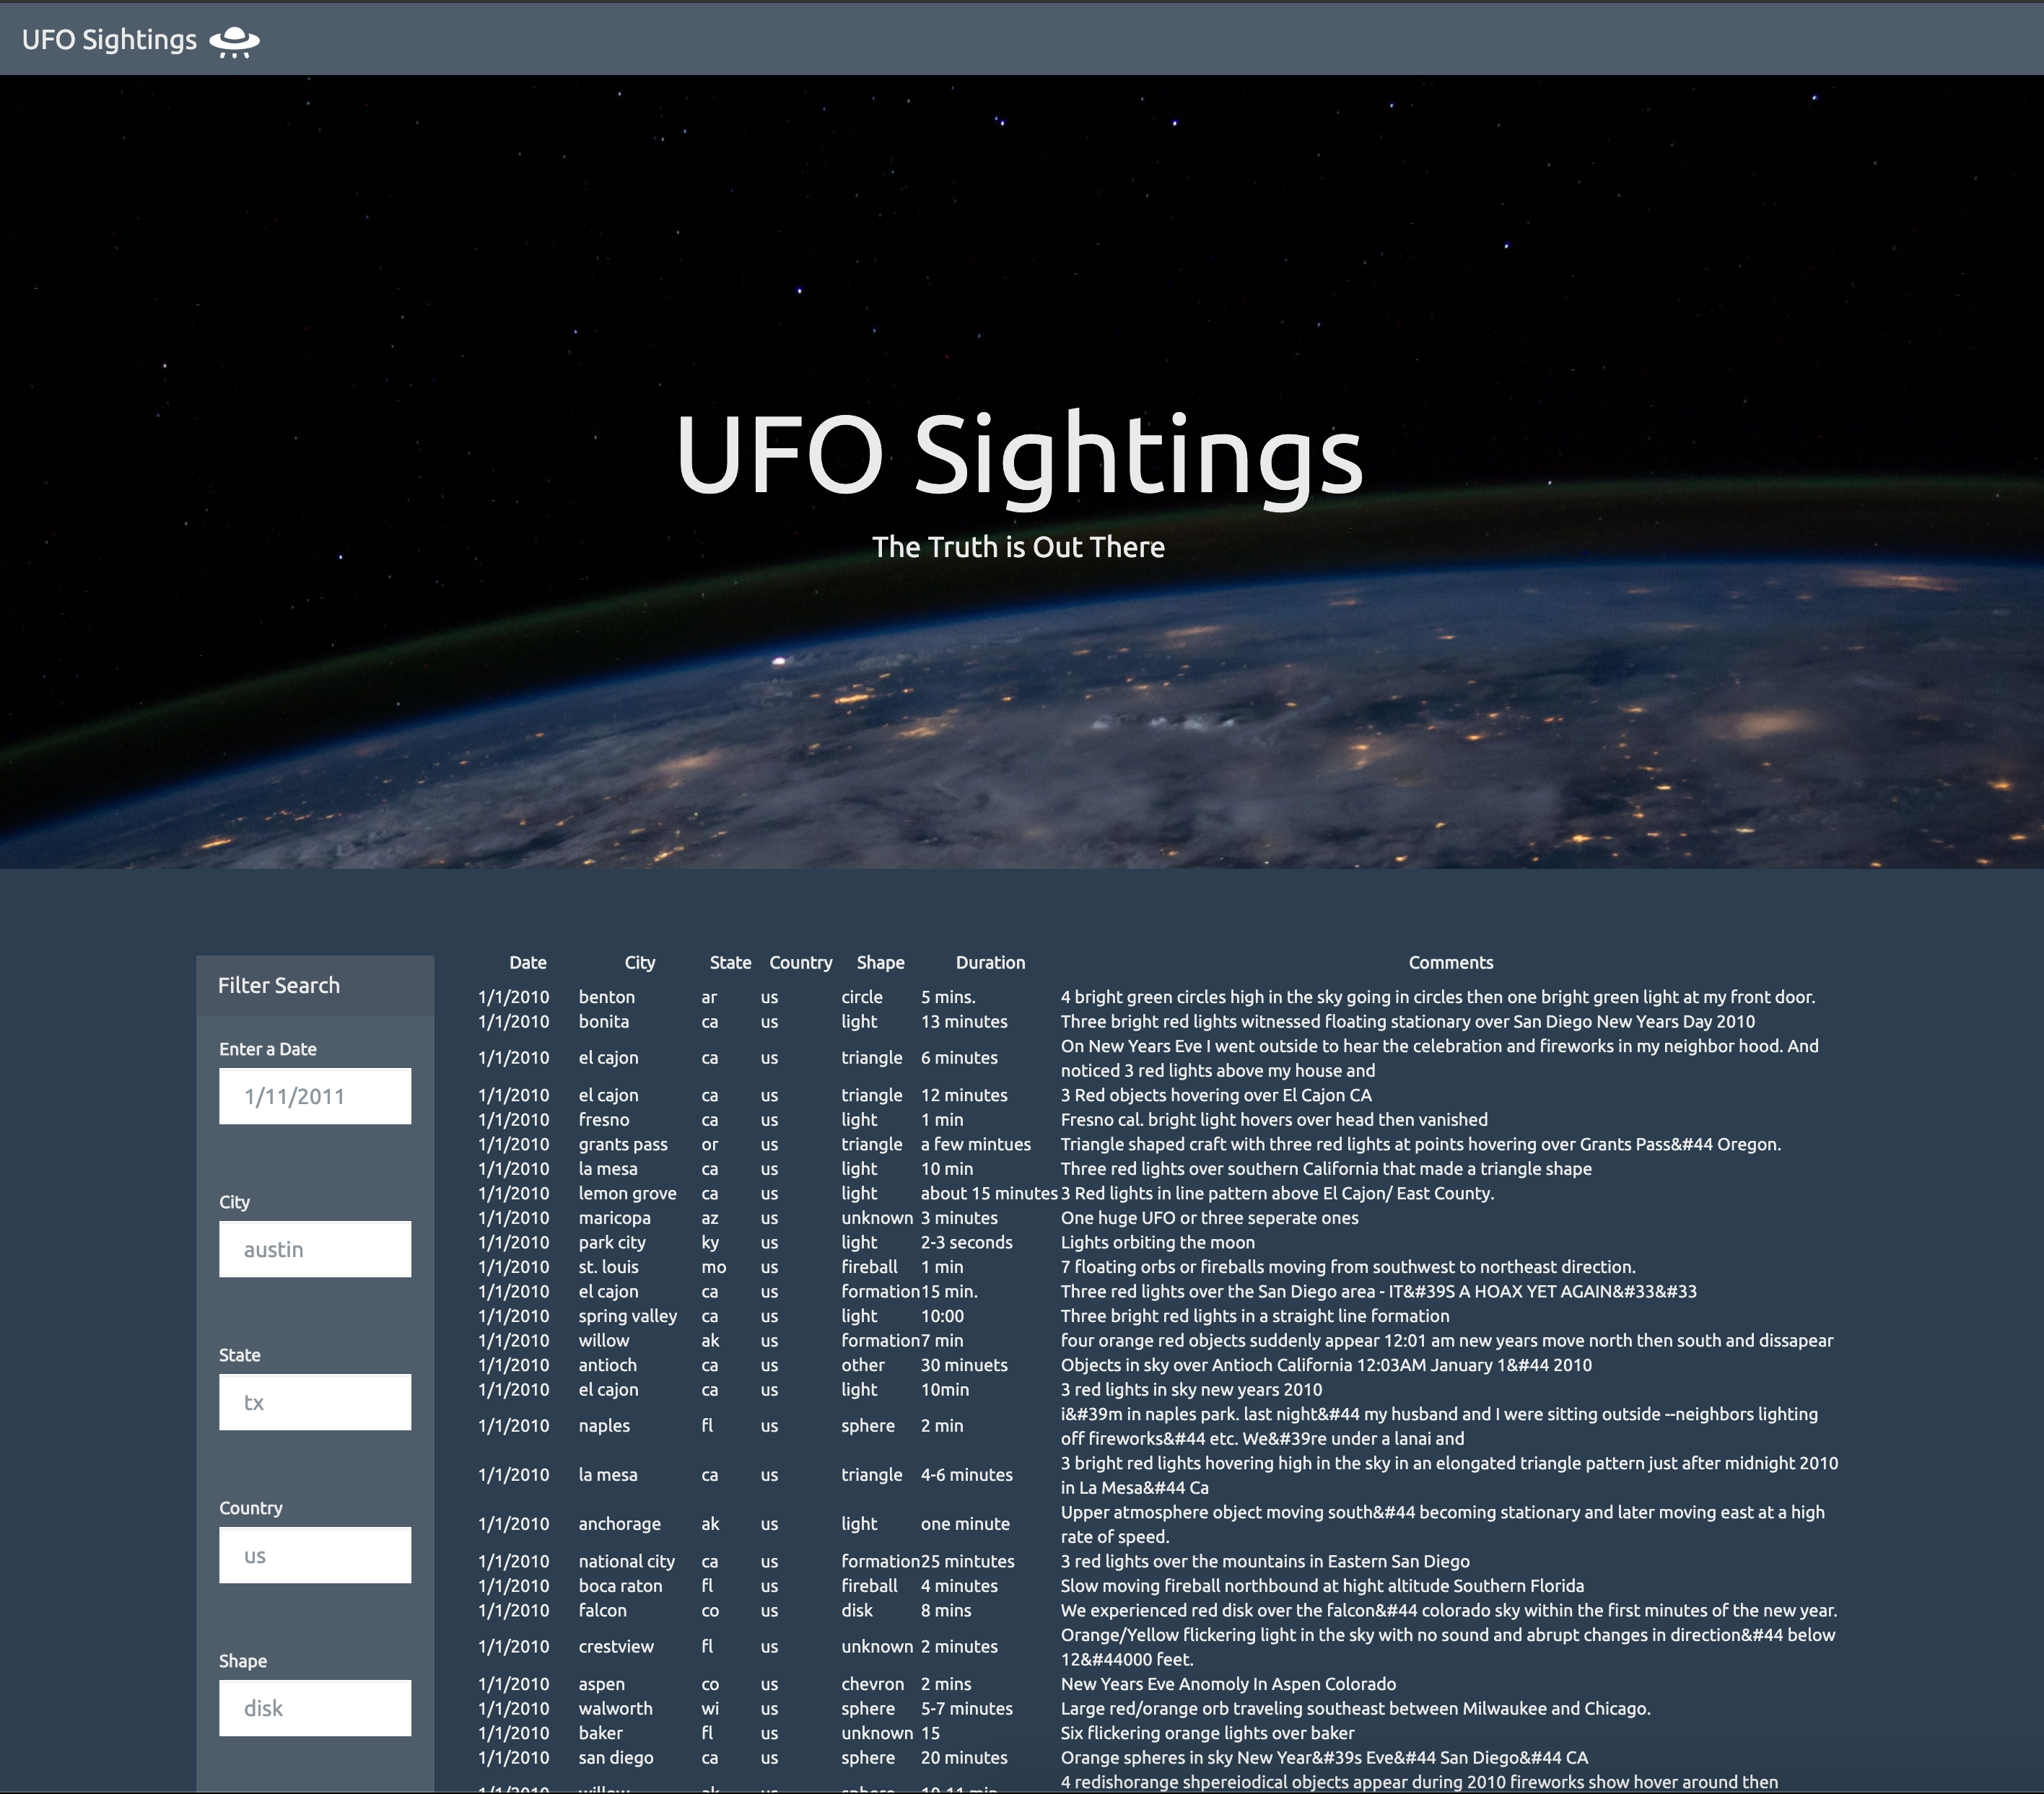 UFO Sightings
UFO Sightings
The Truth is Out There
Filter Search
Enter a Date
1/11/2011
City
austin
State
tx
Country
us
Shape
disk
Date City State Country Shape Duration Comments
1/1/2010 benton ar us circle 5 mins. 4 bright green circles high in the sky going in circles then one bright green light at my front door.
1/1/2010 bonita ca us light 13 minutes Three bright red lights witnessed floating stationary over San Diego New Years Day 2010
1/1/2010 el cajon ca us triangle 6 minutes On New Years Eve I went outside to hear the celebration and fireworks in my neighbor hood. And
noticed 3 red lights above my house and
1/1/2010 el cajon ca us triangle 12 minutes 3 Red objects hovering over El Cajon CA
1/1/2010 fresno ca us light 1 min Fresno cal. bright light hovers over head then vanished
1/1/2010 grants pass or us triangle a few mintues Triangle shaped craft with three red lights at points hovering over Grants Pass&#44 Oregon.
1/1/2010 la mesa ca us light 10 min Three red lights over southern California that made a triangle shape
1/1/2010 lemon grove ca us light about 15 minutes 3 Red lights in line pattern above El Cajon/ East County.
1/1/2010 maricopa az us unknown 3 minutes One huge UFO or three seperate ones
1/1/2010 park city ky us light 2-3 seconds Lights orbiting the moon
1/1/2010 st. louis mo us fireball 1 min 7 floating orbs or fireballs moving from southwest to northeast direction.
1/1/2010 el cajon ca us formation 15 min. Three red lights over the San Diego area - IT&#39S A HOAX YET AGAIN&#33&#33
1/1/2010 spring valley ca us light 10:00 Three bright red lights in a straight line formation
1/1/2010 willow ak us formation 7 min four orange red objects suddenly appear 12:01 am new years move north then south and dissapear
1/1/2010 antioch ca us other 30 minuets Objects in sky over Antioch California 12:03AM January 1&#44 2010
1/1/2010 el cajon ca us light 10min 3 red lights in sky new years 2010
1/1/2010 naples fl us sphere 2 min i&#39m in naples park. last night&#44 my husband and I were sitting outside --neighbors lighting
off fireworks&#44 etc. We&#39re under a lanai and
1/1/2010 la mesa ca us triangle 4-6 minutes 3 bright red lights hovering high in the sky in an elongated triangle pattern just after midnight 2010
in La Mesa&#44 Ca
1/1/2010 anchorage ak us light one minute Upper atmosphere object moving south&#44 becoming stationary and later moving east at a high
rate of speed.
1/1/2010 national city ca us formation 25 mintutes 3 red lights over the mountains in Eastern San Diego
1/1/2010 boca raton fl us fireball 4 minutes Slow moving fireball northbound at hight altitude Southern Florida
1/1/2010 falcon co us disk 8 mins We experienced red disk over the falcon&#44 colorado sky within the first minutes of the new year.
1/1/2010 crestview fl us unknown 2 minutes Orange/Yellow flickering light in the sky with no sound and abrupt changes in direction&#44 below
12&#44000 feet.
1/1/2010 aspen co us chevron 2 mins New Years Eve Anomoly In Aspen Colorado
1/1/2010 walworth wi us sphere 5-7 minutes Large red/orange orb traveling southeast between Milwaukee and Chicago.
1/1/2010 baker fl us unknown 15 Six flickering orange lights over baker
1/1/2010 san diego ca us sphere 20 minutes Orange spheres in sky New Year&#39s Eve&#44 San Diego&#44 CA
4 redishorange shpereiodical objects appear during 2010 fireworks show hover around then